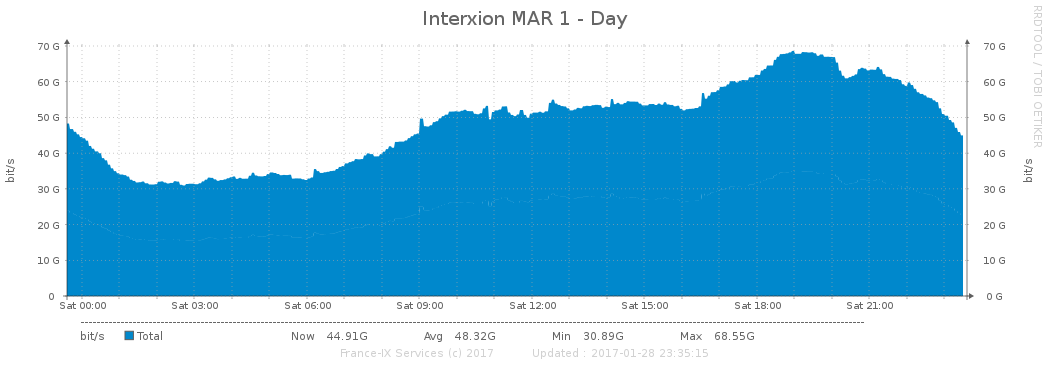 Interxion MAR 1 - Day
RRDTOOL / TOBI OETIKER
70 G 70 G
60 G 60 G
50 G 50 G
40 G 40 G
30 G 30 G
20 G 20 G
10 G 10 G
0 0 G
bit/s bit/s
Sat 00:00 Sat 03:00 Sat 06:00 Sat 09:00 Sat 12:00 Sat 15:00 Sat 18:00 Sat 21:00
bit/s Total Now 44.91G Avg 48.32G Min 30.89G Max 68.55G
France-IX Services (c) 2017 Updated : 2017-01-28 23:35:15